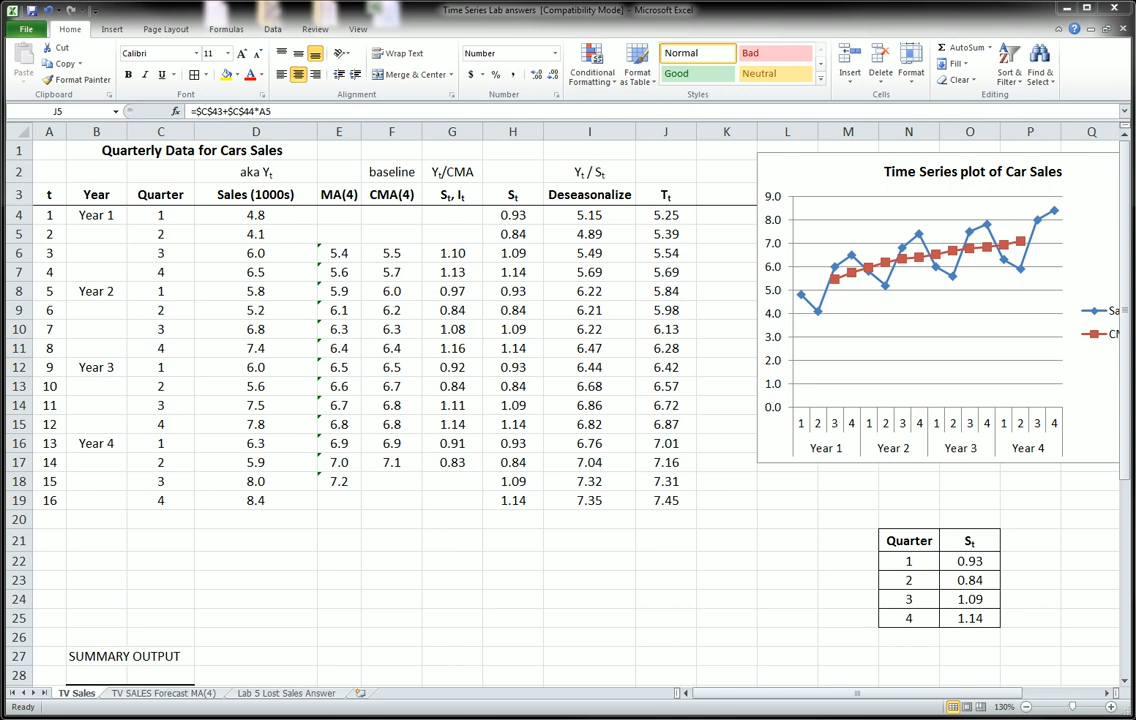 Time Series Lab answers [Compatibility Mode] - Microsoft Excel
File Home Insert Page Layout Formulas Data Review View
Paste Cut Copy Format Painter Clipboard
Calibri 11 A A B I U A Font
Wrap Text Merge & Center Alignment
Number $ % , Number
Conditional Formatting Format as Table Normal Bad Good Neutral Styles
Insert Delete Format Cells
Σ AutoSum Fill Clear Sort & Filter Find & Select Editing
J5 fx =$C$43+$C$44*A5
A B C D E F G H I J K L M N O P Q
1 Quarterly Data for Cars Sales
2 aka Yt baseline Yt/CMA Yt / St
3 t Year Quarter Sales (1000s) MA(4) CMA(4) St, It St Deseasonalize Tt
4 1 Year 1 1 4.8 0.93 5.15 5.25
5 2 2 4.1 0.84 4.89 5.39
6 3 3 6.0 5.4 5.5 1.10 1.09 5.49 5.54
7 4 4 6.5 5.6 5.7 1.13 1.14 5.69 5.69
8 5 Year 2 1 5.8 5.9 6.0 0.97 0.93 6.22 5.84
9 6 2 5.2 6.1 6.2 0.84 0.84 6.21 5.98
10 7 3 6.8 6.3 6.3 1.08 1.09 6.22 6.13
11 8 4 7.4 6.4 6.4 1.16 1.14 6.47 6.28
12 9 Year 3 1 6.0 6.5 6.5 0.92 0.93 6.44 6.42
13 10 2 5.6 6.6 6.7 0.84 0.84 6.68 6.57
14 11 3 7.5 6.7 6.8 1.11 1.09 6.86 6.72
15 12 4 7.8 6.8 6.8 1.14 1.14 6.82 6.87
16 13 Year 4 1 6.3 6.9 6.9 0.91 0.93 6.76 7.01
17 14 2 5.9 7.0 7.1 0.83 0.84 7.04 7.16
18 15 3 8.0 7.2 1.09 7.32 7.31
19 16 4 8.4 1.14 7.35 7.45
20
21
22
23
24
25
26
27 SUMMARY OUTPUT
28
Time Series plot of Car Sales
9.0
8.0
7.0
6.0
5.0
4.0
3.0
2.0
1.0
0.0
Sa
CM
1 2 3 4 1 2 3 4 1 2 3 4 1 2 3 4
Year 1 Year 2 Year 3 Year 4
Quarter St
1 0.93
2 0.84
3 1.09
4 1.14
TV Sales TV SALES Forecast MA(4) Lab 5 Lost Sales Answer
Ready 130%